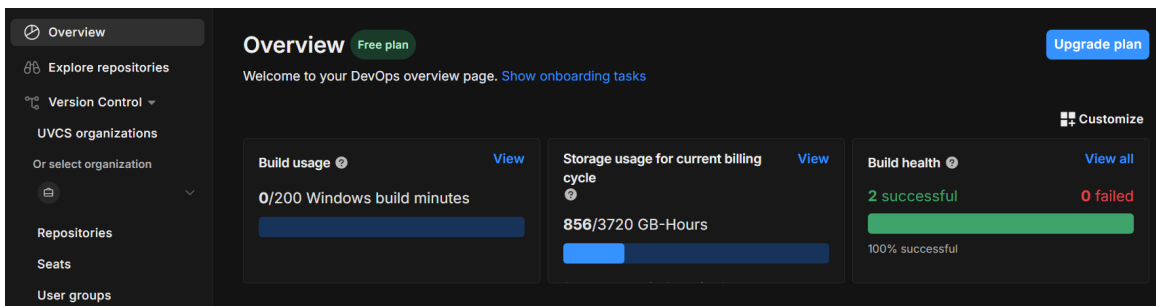 Overview
Explore repositories
Version Control
UVCS organizations
Or select organization
Repositories
Seats
User groups
Overview Free plan
Upgrade plan
Welcome to your DevOps overview page. Show onboarding tasks
Customize
Build usage ? View
0/200 Windows build minutes
Storage usage for current billing View
cycle
?
856/3720 GB-Hours
Build health ? View all
2 successful 0 failed
100% successful